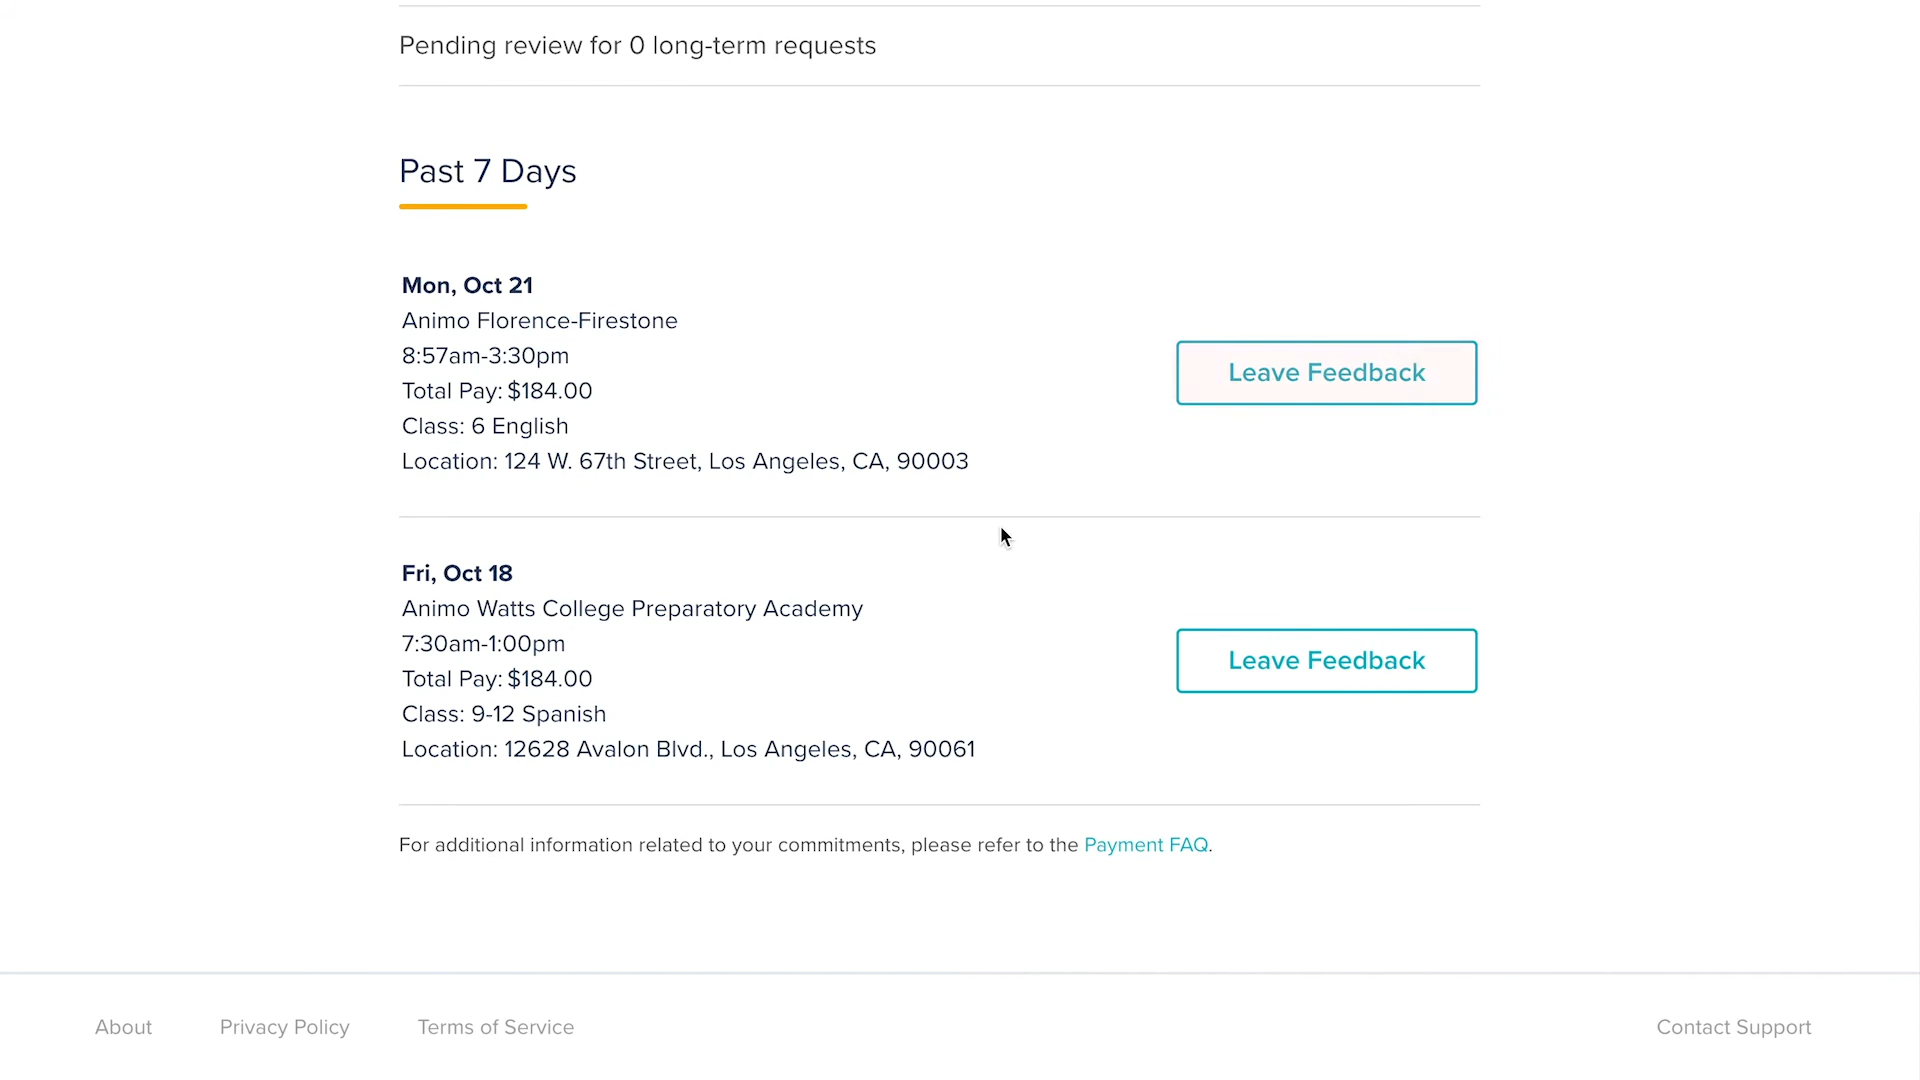 Pending review for 0 long-term requests
Past 7 Days
Mon, Oct 21
Animo Florence-Firestone
8:57am-3:30pm
Total Pay: $184.00
Class: 6 English
Location: 124 W. 67th Street, Los Angeles, CA, 90003
Leave Feedback
Fri, Oct 18
Animo Watts College Preparatory Academy
7:30am-1:00pm
Total Pay: $184.00
Class: 9-12 Spanish
Location: 12628 Avalon Blvd., Los Angeles, CA, 90061
Leave Feedback
For additional information related to your commitments, please refer to the Payment FAQ.
About Privacy Policy Terms of Service Contact Support